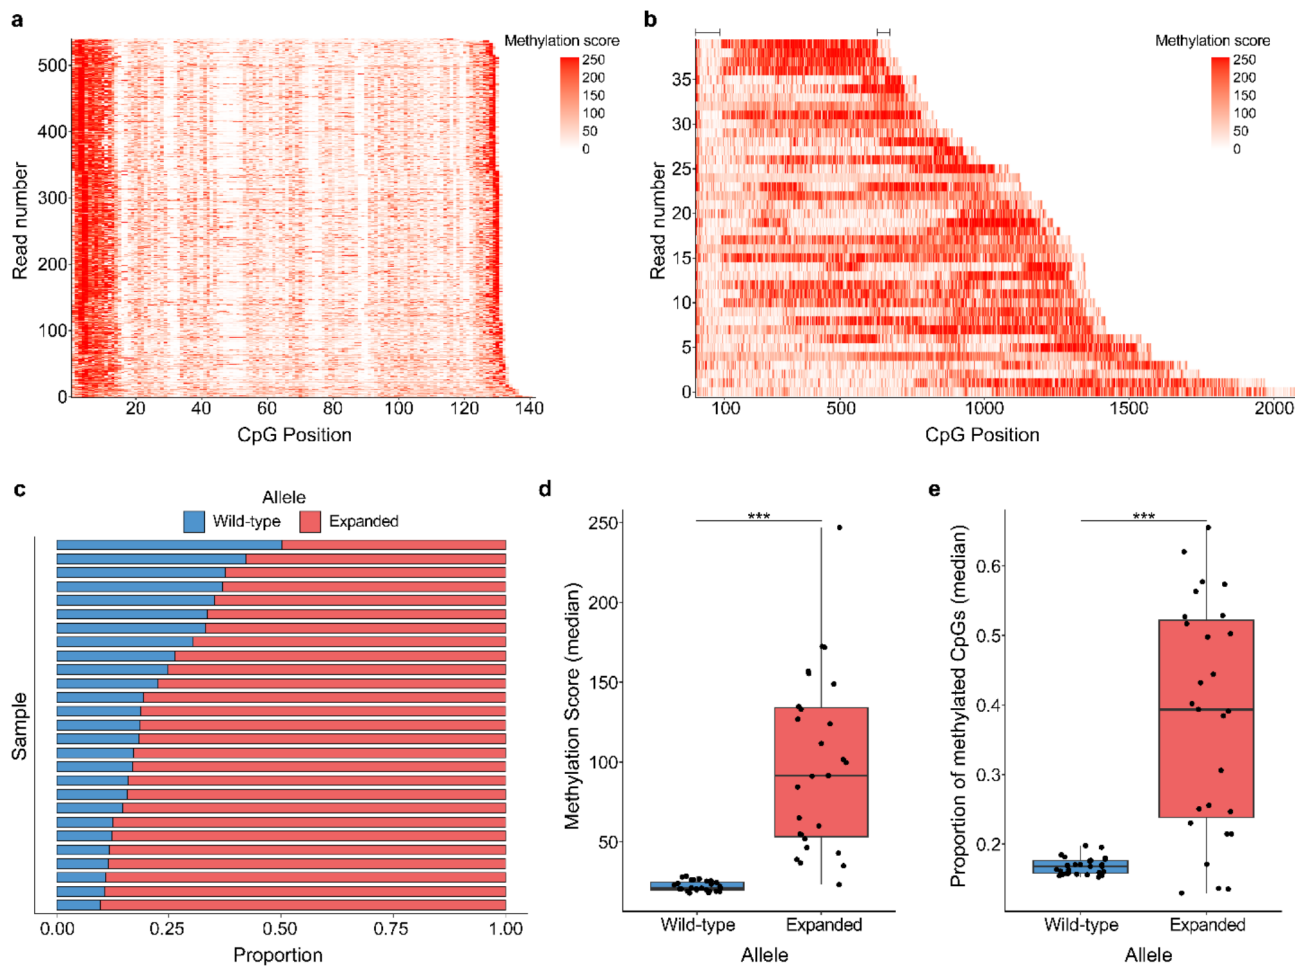 a
Methylation score
250
200
150
100
50
0
Read number
500
400
300
200
100
0
20 40 60 80 100 120 140
CpG Position
b
Methylation score
250
200
150
100
50
0
Read number
35
30
25
20
15
10
5
0
100 500 1000 1500 2000
CpG Position
c
Allele
Wild-type Expanded
Sample
0.00 0.25 0.50 0.75 1.00
Proportion
d
***
Methylation Score (median)
250
200
150
100
50
Wild-type Expanded
Allele
e
***
Proportion of methylated CpGs (median)
0.6
0.5
0.4
0.3
0.2
Wild-type Expanded
Allele